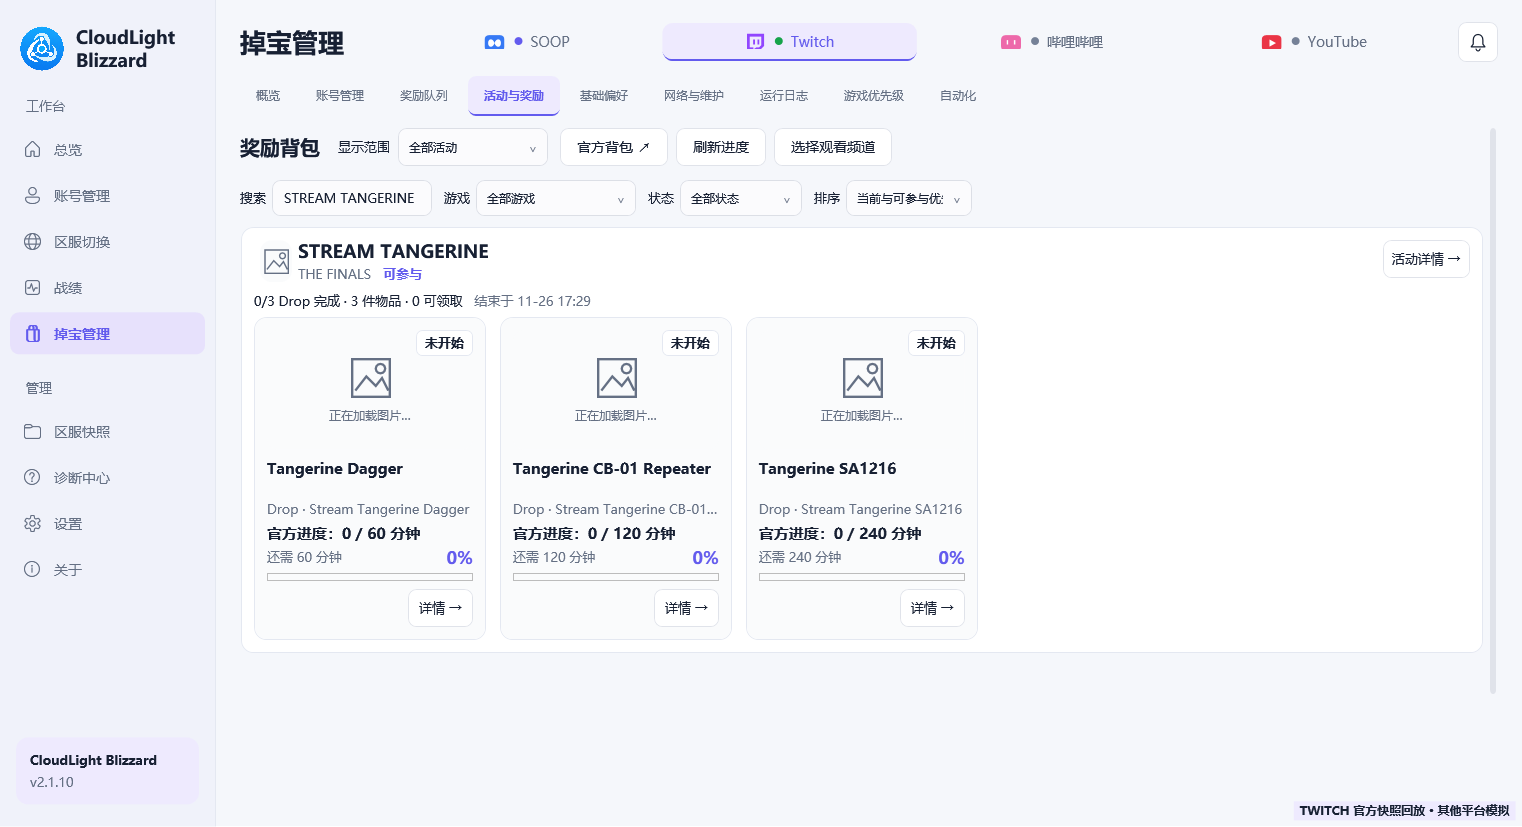 CloudLight
Blizzard
工作台
总览
账号管理
区服切换
战绩
掉宝管理
管理
区服快照
诊断中心
设置
关于
CloudLight Blizzard
v2.1.10
掉宝管理
SOOP
Twitch
哔哩哔哩
YouTube
概览
账号管理
奖励队列
活动与奖励
基础偏好
网络与维护
运行日志
游戏优先级
自动化
奖励背包
显示范围
全部活动
官方背包 ↗
刷新进度
选择观看频道
搜索
STREAM TANGERINE
游戏
全部游戏
状态
全部状态
排序
当前与可参与优
STREAM TANGERINE
THE FINALS 可参与
活动详情 →
0/3 Drop 完成 · 3 件物品 · 0 可领取 结束于 11-26 17:29
未开始
正在加载图片...
Tangerine Dagger
Drop · Stream Tangerine Dagger
官方进度：0 / 60 分钟
还需 60 分钟 0%
详情 →
未开始
正在加载图片...
Tangerine CB-01 Repeater
Drop · Stream Tangerine CB-01...
官方进度：0 / 120 分钟
还需 120 分钟 0%
详情 →
未开始
正在加载图片...
Tangerine SA1216
Drop · Stream Tangerine SA1216
官方进度：0 / 240 分钟
还需 240 分钟 0%
详情 →
TWITCH 官方快照回放 • 其他平台模拟